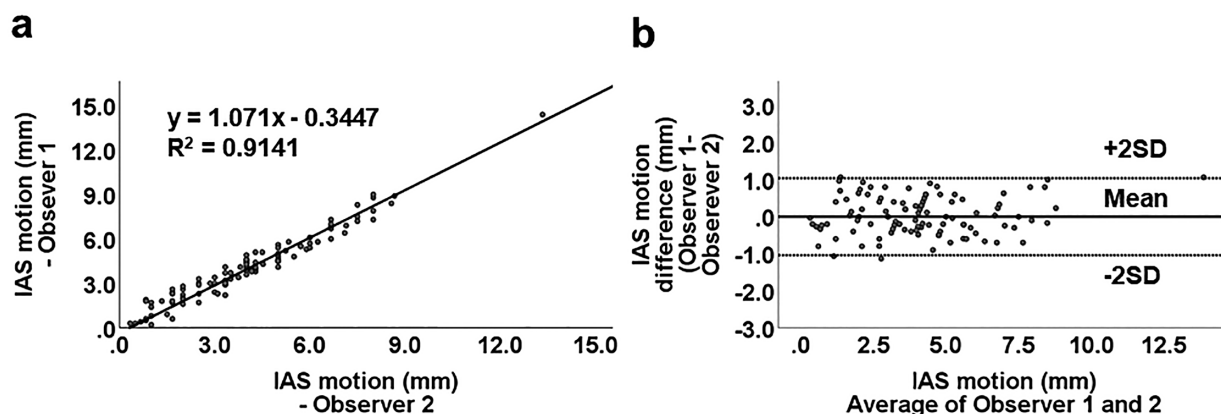 a
IAS motion (mm)
- Obsever 1
15.0
12.0
9.0
6.0
3.0
.0
y = 1.071x - 0.3447
R² = 0.9141
.0 3.0 6.0 9.0 12.0 15.0
IAS motion (mm)
- Observer 2
b
IAS motion
difference (mm)
(Observer 1-
Obserever 2)
3.0
2.0
1.0
.0
-1.0
-2.0
-3.0
+2SD
Mean
-2SD
.0 2.5 5.0 7.5 10.0 12.5
IAS motion (mm)
Average of Observer 1 and 2